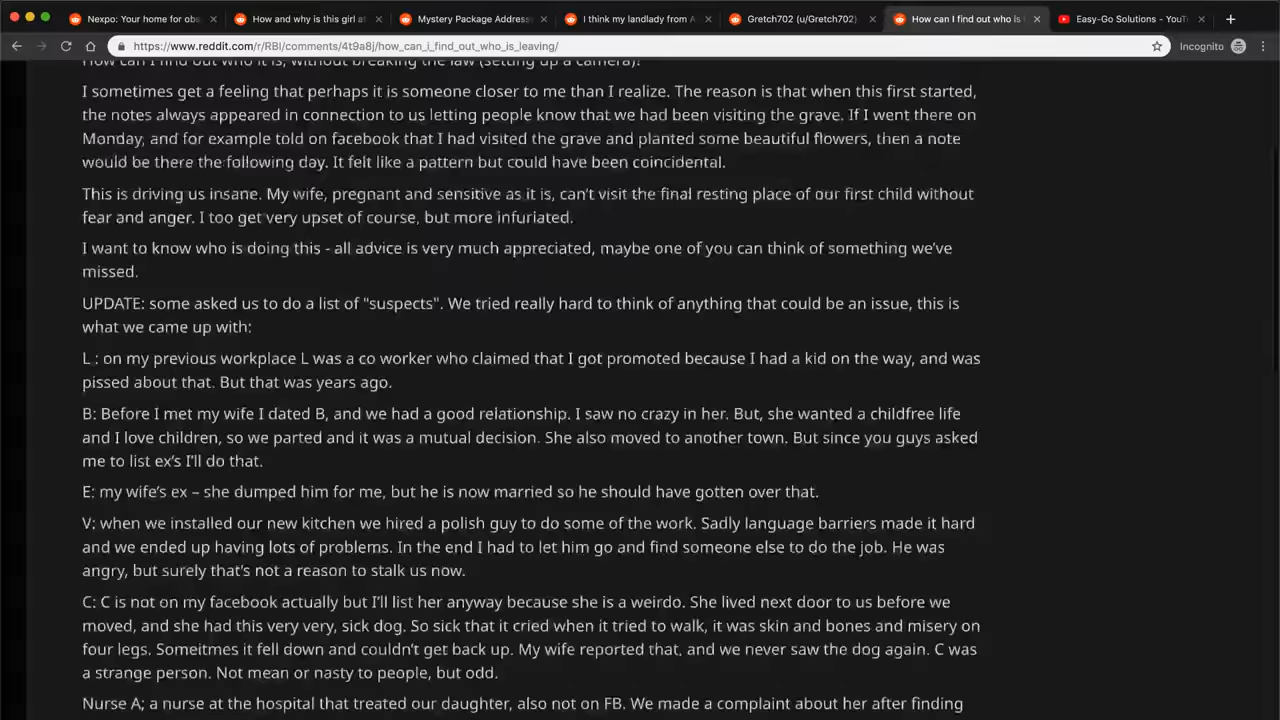 Nexpo: Your home for obs
How and why is this girl at
Mystery Package Address
I think my landlady from A
Gretch702 (u/Gretch702)
How can I find out who is l
Easy-Go Solutions - YouT
https://www.reddit.com/r/RBI/comments/4t9a8j/how_can_i_find_out_who_is_leaving/
Incognito
How can I find out who it is, without breaking the law (setting up a camera)?
I sometimes get a feeling that perhaps it is someone closer to me than I realize. The reason is that when this first started,
the notes always appeared in connection to us letting people know that we had been visiting the grave. If I went there on
Monday, and for example told on facebook that I had visited the grave and planted some beautiful flowers, then a note
would be there the following day. It felt like a pattern but could have been coincidental.
This is driving us insane. My wife, pregnant and sensitive as it is, can't visit the final resting place of our first child without
fear and anger. I too get very upset of course, but more infuriated.
I want to know who is doing this - all advice is very much appreciated, maybe one of you can think of something we've
missed.
UPDATE: some asked us to do a list of "suspects". We tried really hard to think of anything that could be an issue, this is
what we came up with:
L : on my previous workplace L was a co worker who claimed that I got promoted because I had a kid on the way, and was
pissed about that. But that was years ago.
B: Before I met my wife I dated B, and we had a good relationship. I saw no crazy in her. But, she wanted a childfree life
and I love children, so we parted and it was a mutual decision. She also moved to another town. But since you guys asked
me to list ex's I'll do that.
E: my wife's ex – she dumped him for me, but he is now married so he should have gotten over that.
V: when we installed our new kitchen we hired a polish guy to do some of the work. Sadly language barriers made it hard
and we ended up having lots of problems. In the end I had to let him go and find someone else to do the job. He was
angry, but surely that's not a reason to stalk us now.
C: C is not on my facebook actually but I'll list her anyway because she is a weirdo. She lived next door to us before we
moved, and she had this very very, sick dog. So sick that it cried when it tried to walk, it was skin and bones and misery on
four legs. Someitmes it fell down and couldn't get back up. My wife reported that, and we never saw the dog again. C was
a strange person. Not mean or nasty to people, but odd.
Nurse A; a nurse at the hospital that treated our daughter, also not on FB. We made a complaint about her after finding